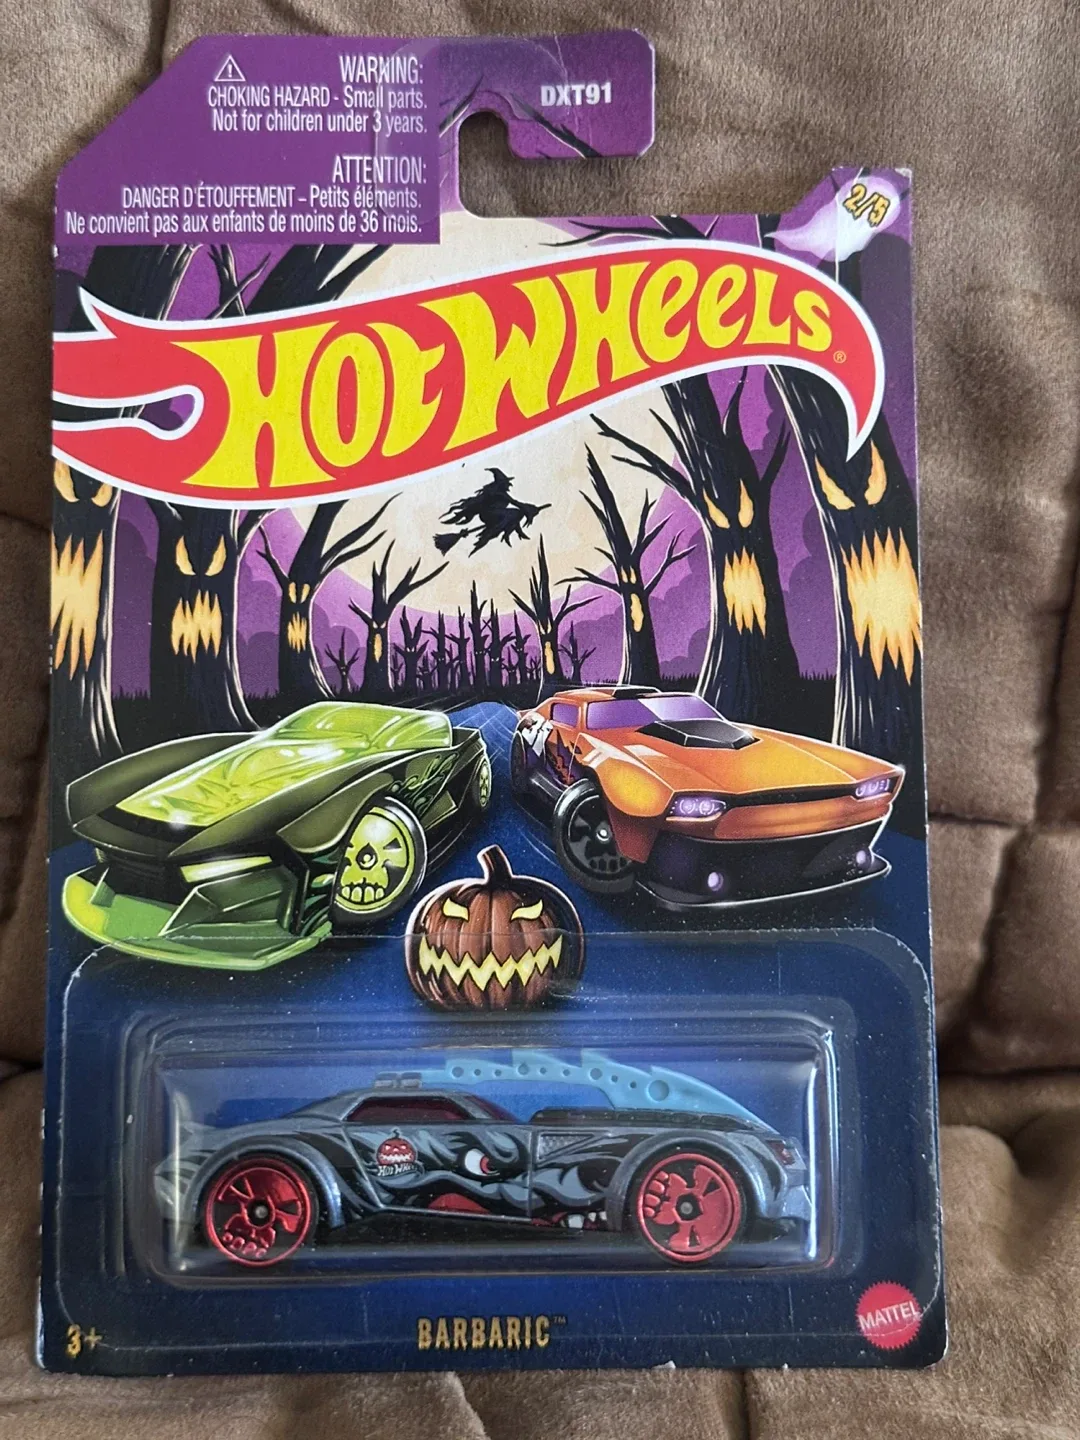 WARNING:
CHOKING HAZARD - Small parts.
Not for children under 3 years.
ATTENTION:
DANGER D'ÉTOUFFEMENT – Petits éléments.
Ne convient pas aux enfants de moins de 36 mois.
DXT91
2/5
HOT WHEELS®
3+
BARBARIC™
MATTEL